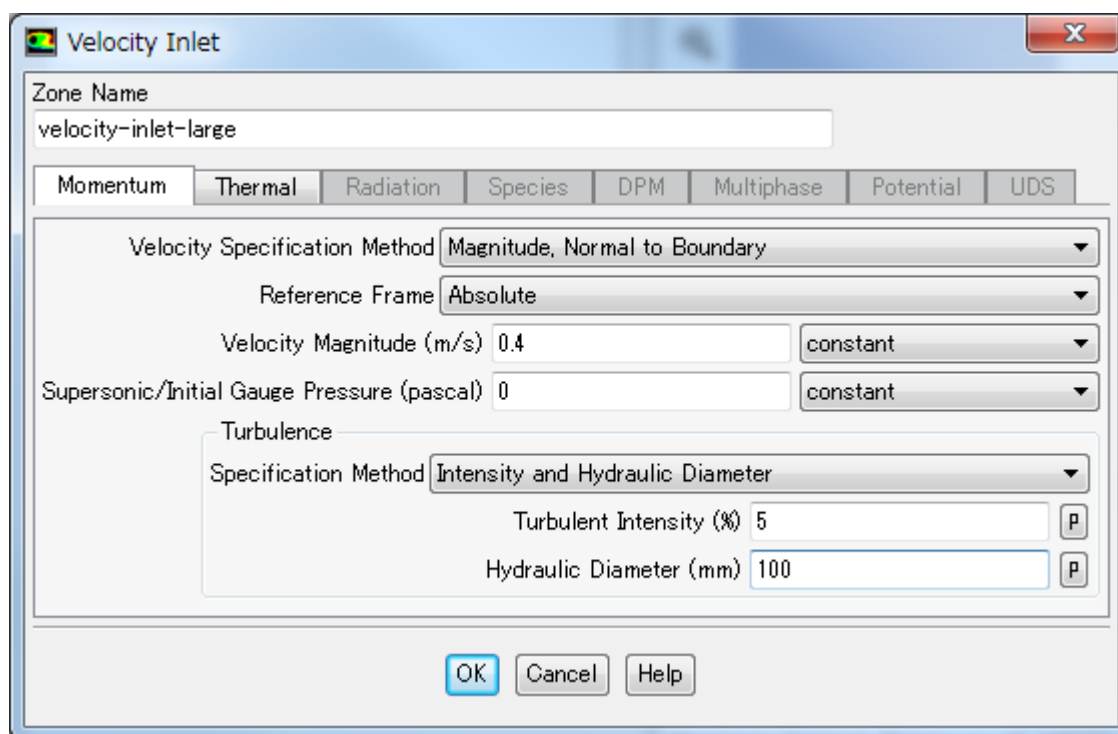 Velocity Inlet
x
Zone Name
velocity-inlet-large
Momentum Thermal Radiation Species DPM Multiphase Potential UDS
Velocity Specification Method Magnitude, Normal to Boundary
Reference Frame Absolute
Velocity Magnitude (m/s) 0.4 constant
Supersonic/Initial Gauge Pressure (pascal) 0 constant
Turbulence
Specification Method Intensity and Hydraulic Diameter
Turbulent Intensity (%) 5 P
Hydraulic Diameter (mm) 100 P
OK Cancel Help